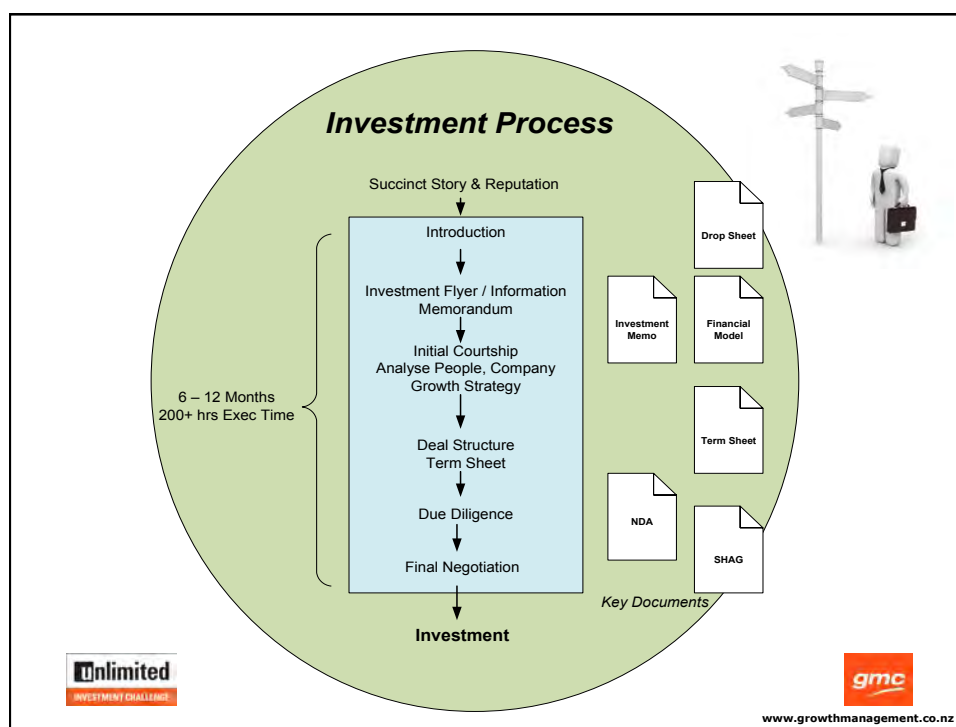 Investment Process
Succinct Story & Reputation
Introduction
Investment Flyer / Information
Memorandum
Initial Courtship
Analyse People, Company
Growth Strategy
6 – 12 Months
200+ hrs Exec Time
Deal Structure
Term Sheet
Due Diligence
Final Negotiation
Investment
Drop Sheet
Investment
Memo
Financial
Model
Term Sheet
NDA
SHAG
Key Documents
unlimited
INVESTMENT CHALLENGE
gmc
www.growthmanagement.co.nz